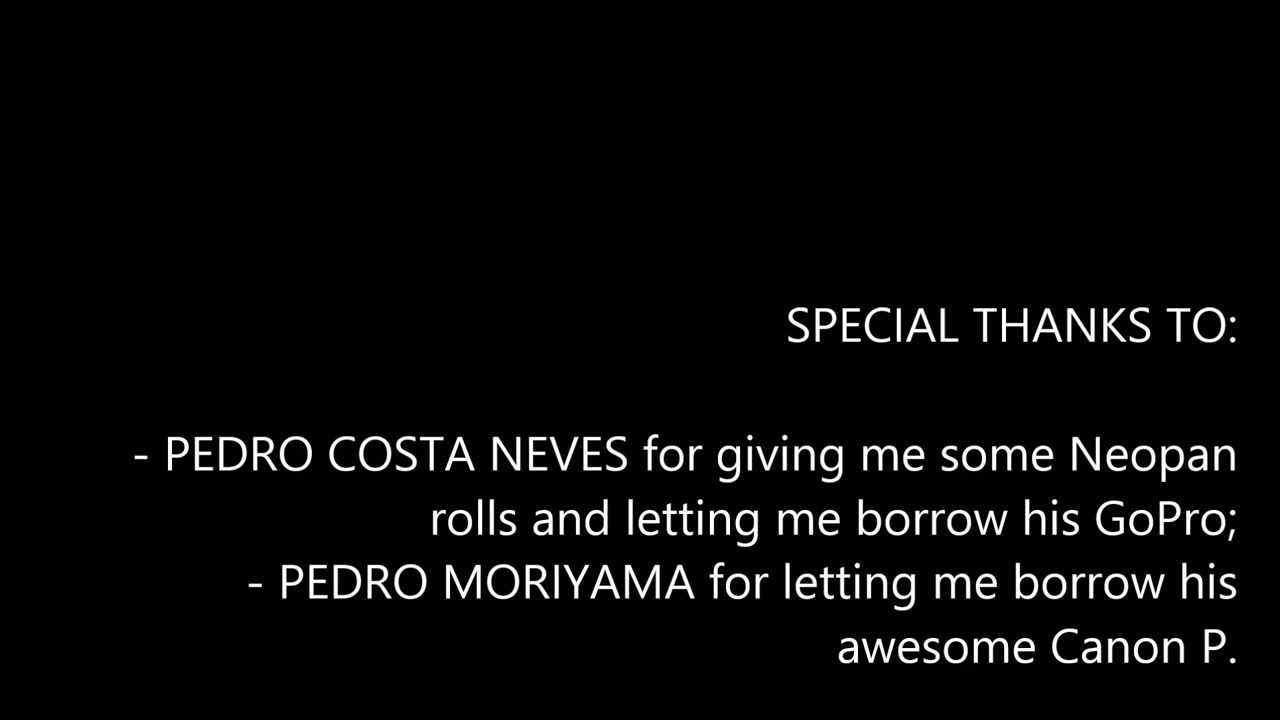 SPECIAL THANKS TO:
- PEDRO COSTA NEVES for giving me some Neopan
rolls and letting me borrow his GoPro;
- PEDRO MORIYAMA for letting me borrow his
awesome Canon P.